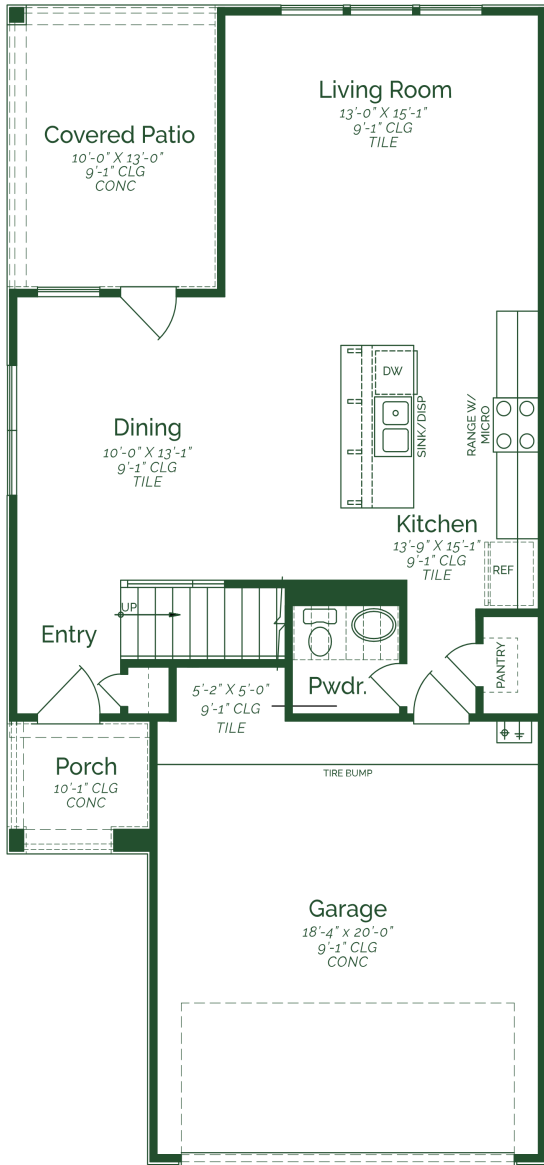 Living Room
13'-0" X 15'-1"
9'-1" CLG
TILE
Covered Patio
10'-0" X 13'-0"
9'-1" CLG
CONC
DW
SINK/DISP
RANGE W/
MICRO
Dining
10'-0" X 13'-1"
9'-1" CLG
TILE
Kitchen
13'-9" X 15'-1"
9'-1" CLG
TILE
REF
UP
Entry
PANTRY
Pwdr.
5'-2" X 5'-0"
9'-1" CLG
TILE
Porch
10'-1" CLG
CONC
TIRE BUMP
Garage
18'-4" x 20'-0"
9'-1" CLG
CONC